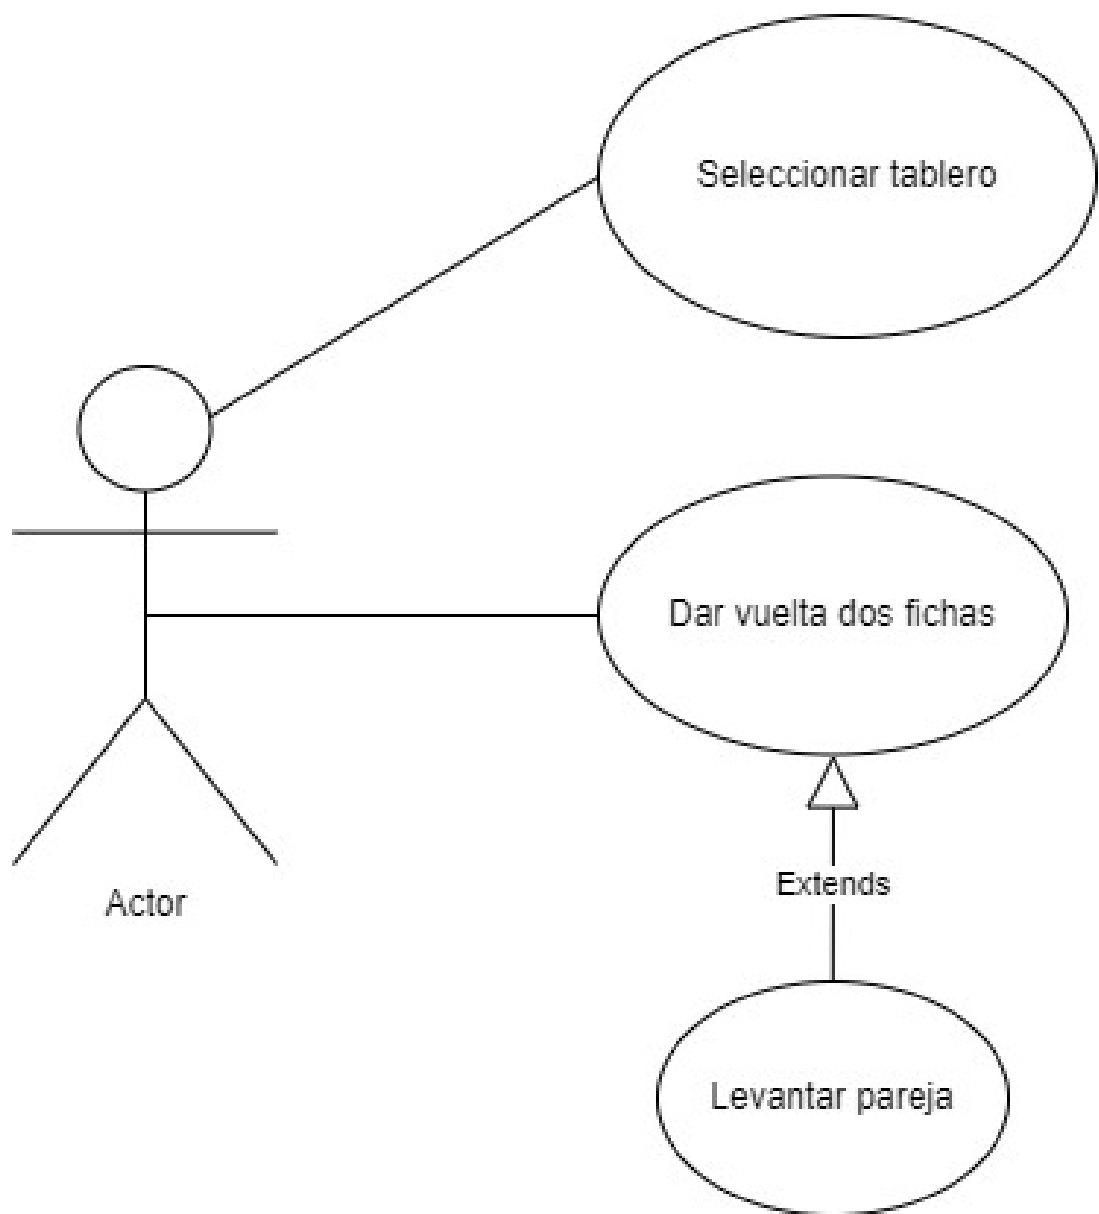 Seleccionar tablero
Dar vuelta dos fichas
Extends
Actor
Levantar pareja